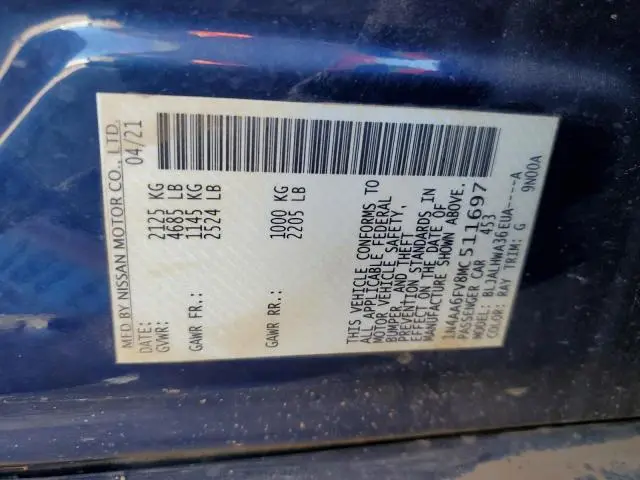 MFD BY NISSAN MOTOR CO., LTD.
DATE: 04/21
GVWR: 2125 KG
4685 LB
GAWR FR.: 1145 KG
2524 LB
GAWR RR.: 1000 KG
2205 LB
THIS VEHICLE CONFORMS TO
ALL APPLICABLE FEDERAL
MOTOR VEHICLE SAFETY,
BUMPER, AND THEFT
PREVENTION STANDARDS IN
EFFECT ON THE DATE OF
MANUFACTURE SHOWN ABOVE.
1N4AA6FV8MC511697
PASSENGER CAR 453
MODEL: BLJALHWA36EUA----A
COLOR: RAY TRIM: G 9N00A